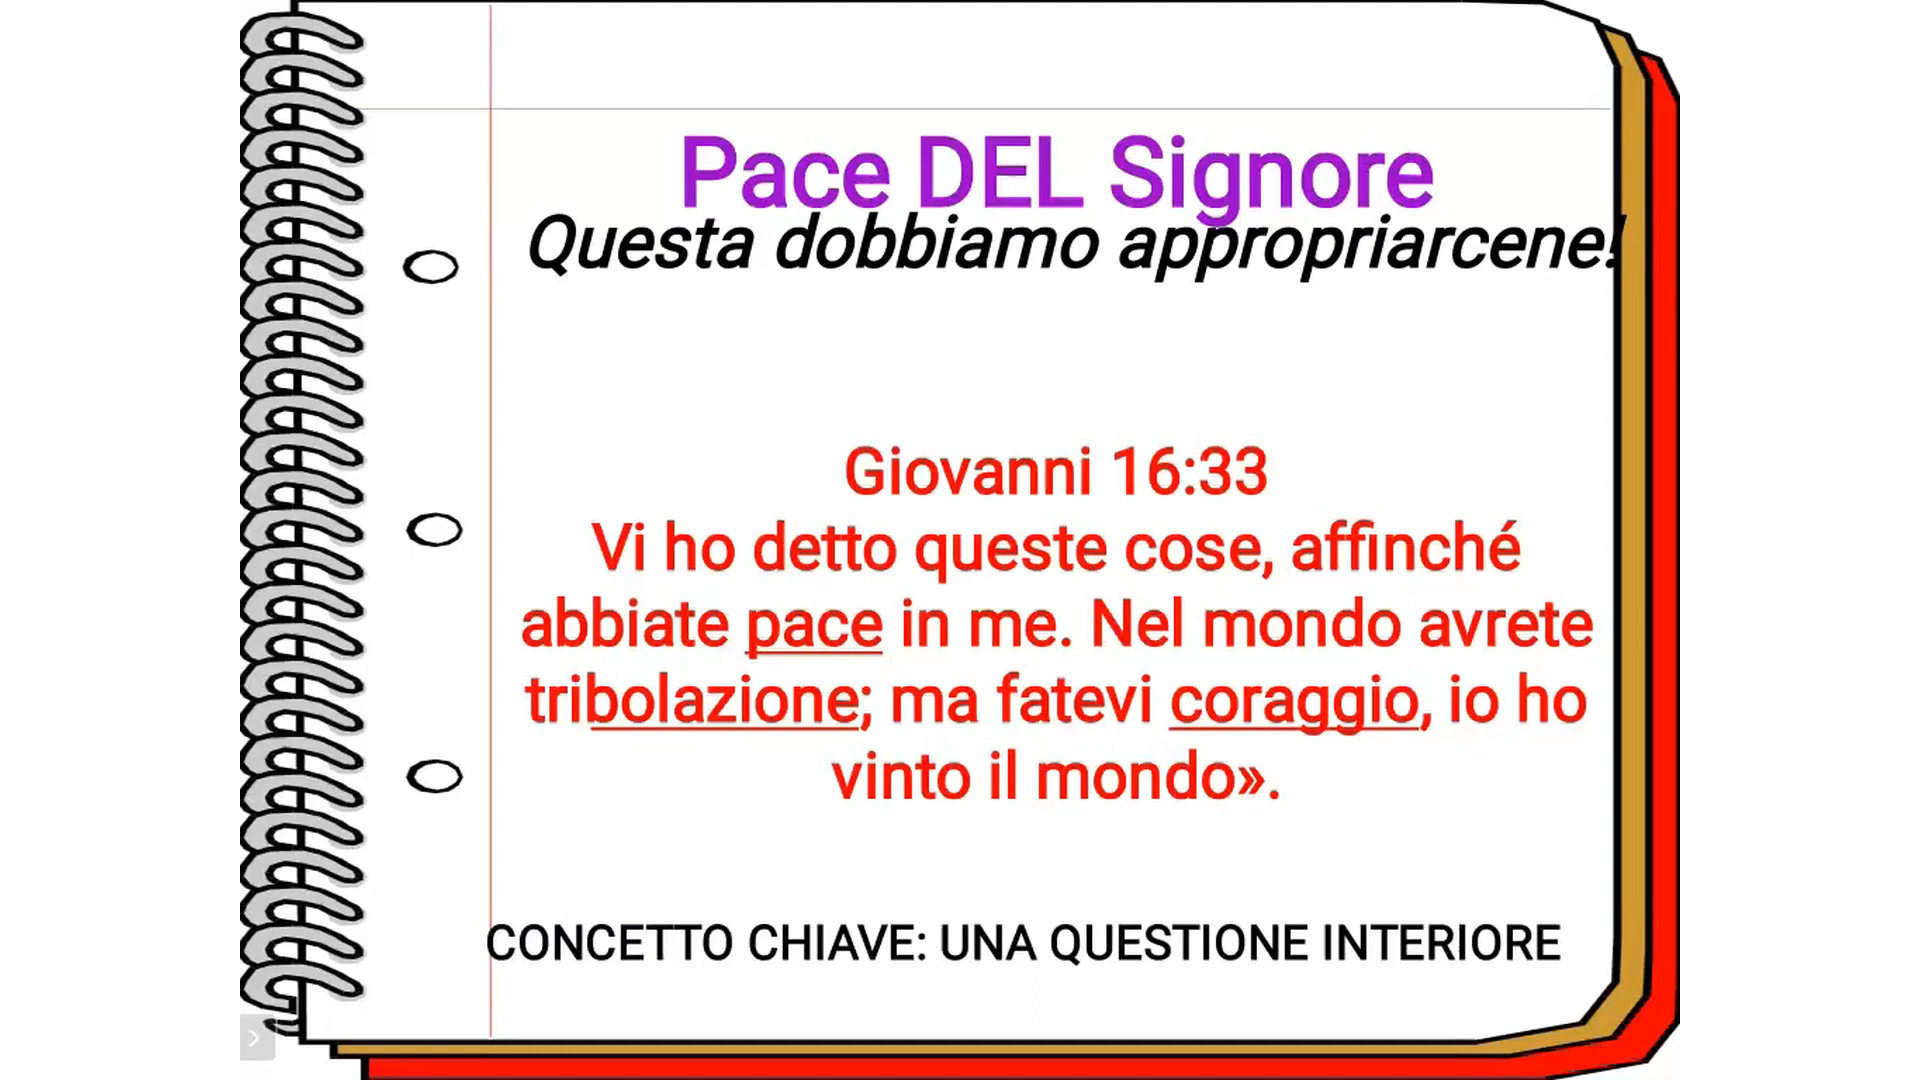 Pace DEL Signore
Questa dobbiamo appropriarcene!
Giovanni 16:33
Vi ho detto queste cose, affinché
abbiate pace in me. Nel mondo avrete
tribolazione; ma fatevi coraggio, io ho
vinto il mondo».
CONCETTO CHIAVE: UNA QUESTIONE INTERIORE